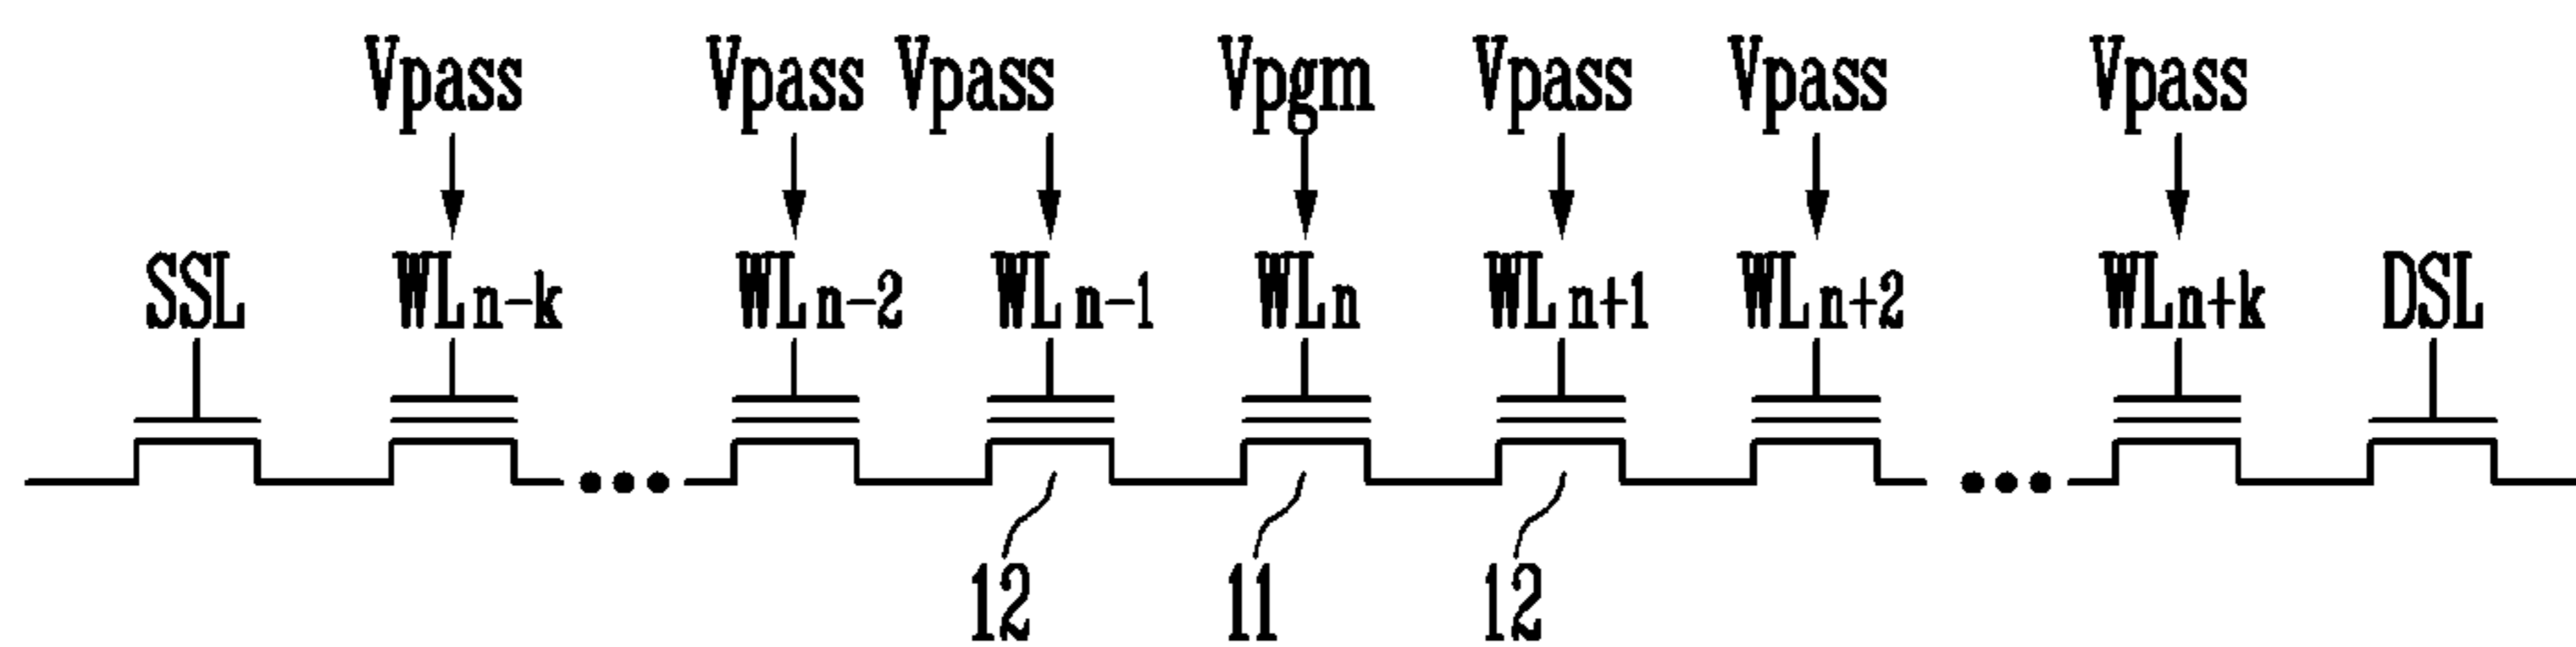 Vpass Vpass Vpass Vpgm Vpass Vpass Vpass
SSL WLn-k WLn-2 WLn-1 WLn WLn+1 WLn+2 WLn+k DSL
12 11 12